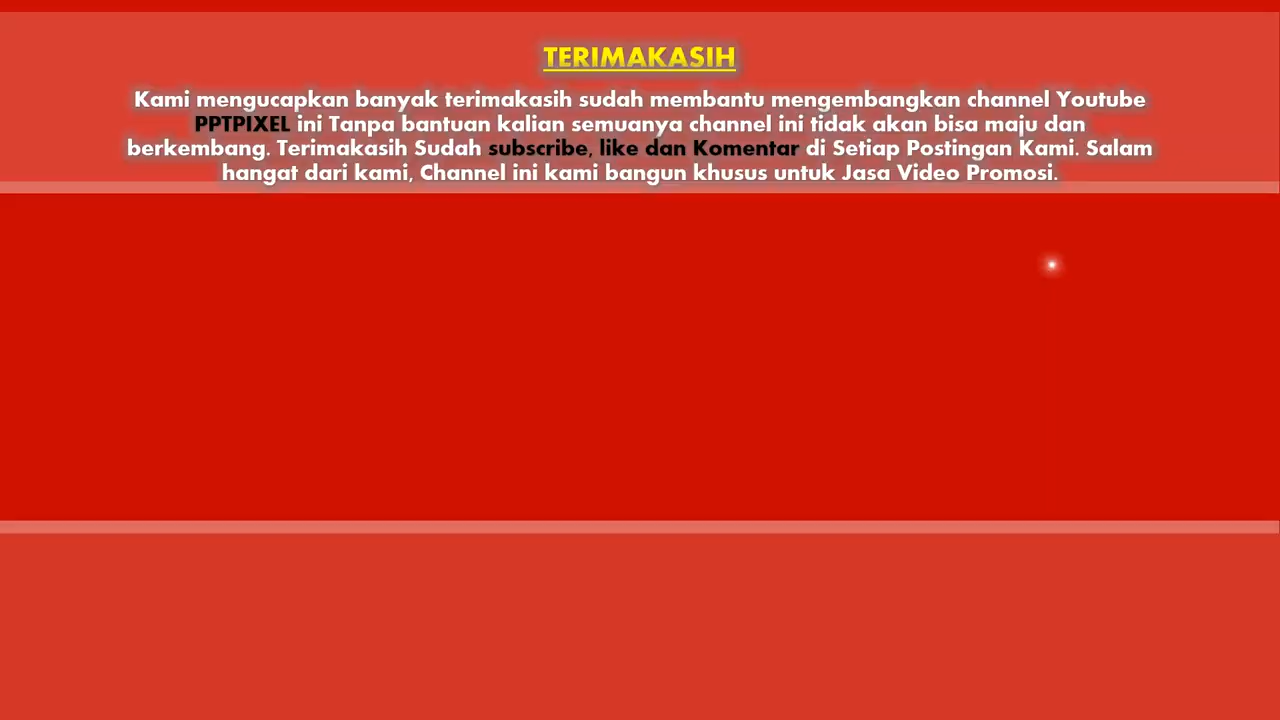 TERIMAKASIH
Kami mengucapkan banyak terimakasih sudah membantu mengembangkan channel Youtube
PPTPIXEL ini Tanpa bantuan kalian semuanya channel ini tidak akan bisa maju dan
berkembang. Terimakasih Sudah subscribe, like dan Komentar di Setiap Postingan Kami. Salam
hangat dari kami, Channel ini kami bangun khusus untuk Jasa Video Promosi.